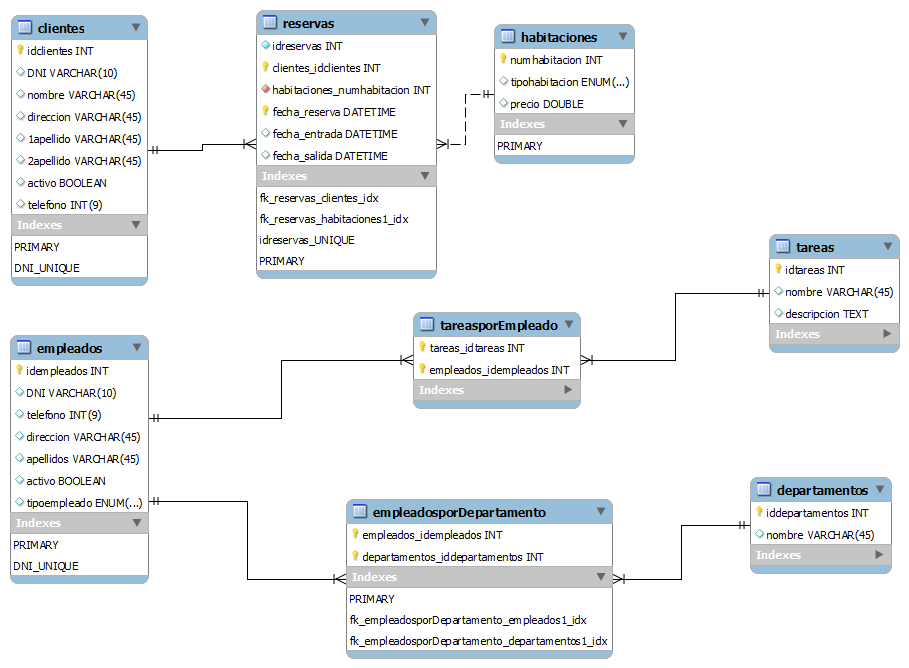 clientes
idclientes INT
DNI VARCHAR(10)
nombre VARCHAR(45)
direccion VARCHAR(45)
1apellido VARCHAR(45)
2apellido VARCHAR(45)
activo BOOLEAN
telefono INT(9)
Indexes
PRIMARY
DNI_UNIQUE
reservas
idreservas INT
clientes_idclientes INT
habitaciones_numhabitacion INT
fecha_reserva DATETIME
fecha_entrada DATETIME
fecha_salida DATETIME
Indexes
fk_reservas_clientes_idx
fk_reservas_habitaciones1_idx
idreservas_UNIQUE
PRIMARY
habitaciones
numhabitacion INT
tipohabitacion ENUM(...)
precio DOUBLE
Indexes
PRIMARY
tareas
idtareas INT
nombre VARCHAR(45)
descripcion TEXT
Indexes
tareasporEmpleado
tareas_idtareas INT
empleados_idempleados INT
Indexes
empleados
idempleados INT
DNI VARCHAR(10)
telefono INT(9)
direccion VARCHAR(45)
apellidos VARCHAR(45)
activo BOOLEAN
tipoempleado ENUM(...)
Indexes
PRIMARY
DNI_UNIQUE
empleadosporDepartamento
empleados_idempleados INT
departamentos_iddepartamentos INT
Indexes
PRIMARY
fk_empleadosporDepartamento_empleados1_idx
fk_empleadosporDepartamento_departamentos1_idx
departamentos
iddepartamentos INT
nombre VARCHAR(45)
Indexes